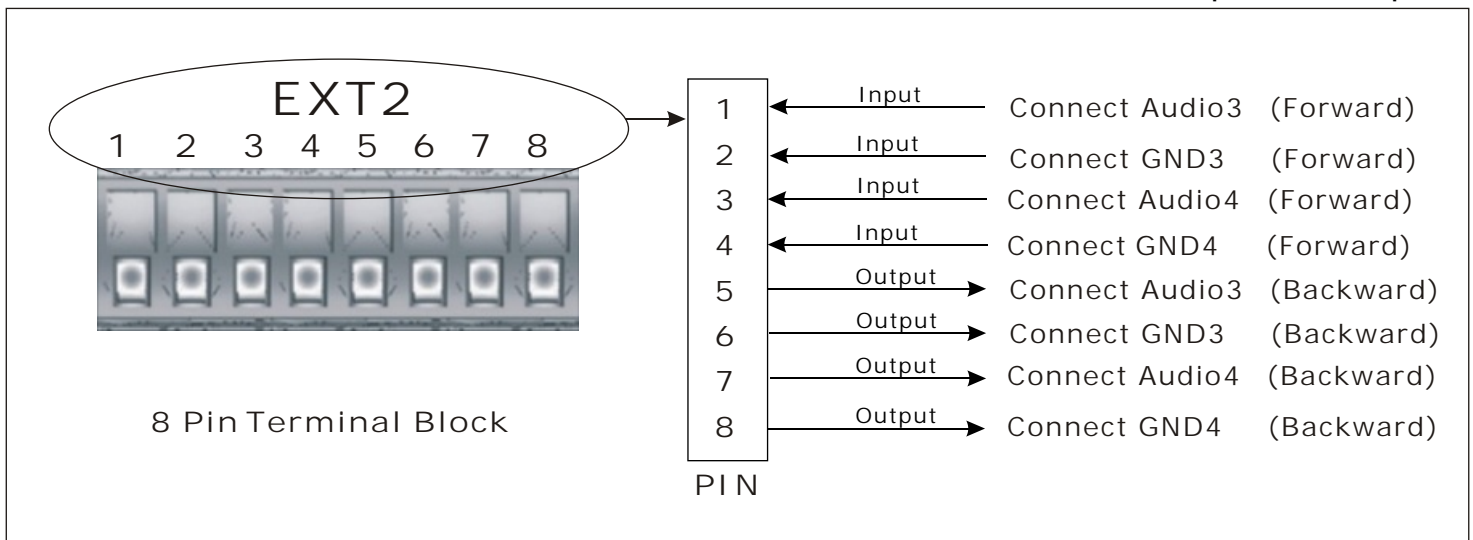 EXT2
1 2 3 4 5 6 7 8
8 Pin Terminal Block
1 Input Connect Audio3 (Forward)
2 Input Connect GND3 (Forward)
3 Input Connect Audio4 (Forward)
4 Input Connect GND4 (Forward)
5 Output Connect Audio3 (Backward)
6 Output Connect GND3 (Backward)
7 Output Connect Audio4 (Backward)
8 Output Connect GND4 (Backward)
PIN